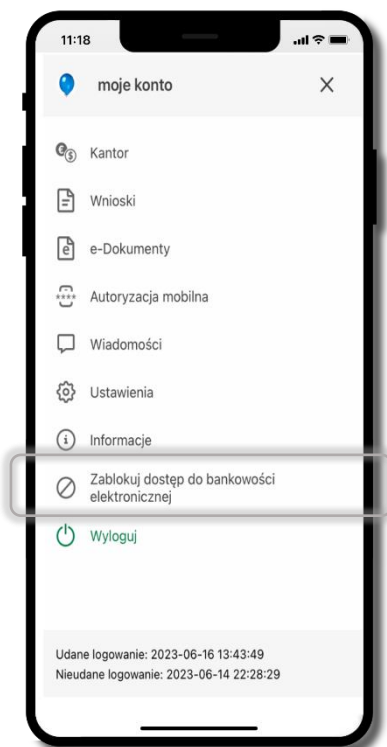 11:18
moje konto
Kantor
Wnioski
e-Dokumenty
Autoryzacja mobilna
Wiadomości
Ustawienia
Informacje
Zablokuj dostęp do bankowości
elektronicznej
Wyloguj
Udane logowanie: 2023-06-16 13:43:49
Nieudane logowanie: 2023-06-14 22:28:29